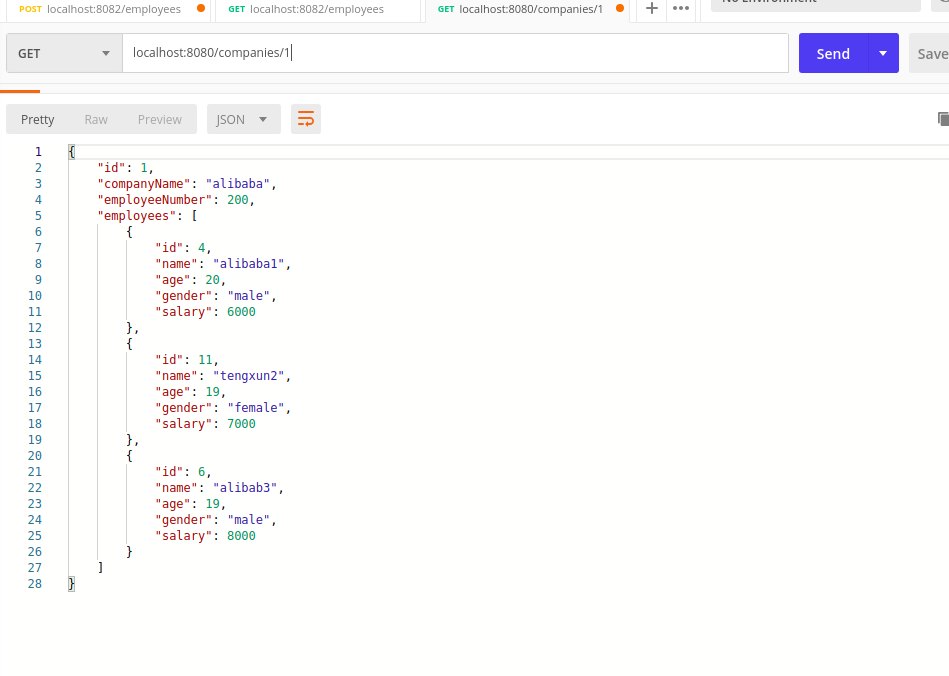 POST localhost:8082/employees GET localhost:8082/employees GET localhost:8080/companies/1 + ••• No Environment
GET localhost:8080/companies/1 Send Save
Pretty Raw Preview JSON
1 {
2 "id": 1,
3 "companyName": "alibaba",
4 "employeeNumber": 200,
5 "employees": [
6 {
7 "id": 4,
8 "name": "alibaba1",
9 "age": 20,
10 "gender": "male",
11 "salary": 6000
12 },
13 {
14 "id": 11,
15 "name": "tengxun2",
16 "age": 19,
17 "gender": "female",
18 "salary": 7000
19 },
20 {
21 "id": 6,
22 "name": "alibab3",
23 "age": 19,
24 "gender": "male",
25 "salary": 8000
26 }
27 ]
28 }